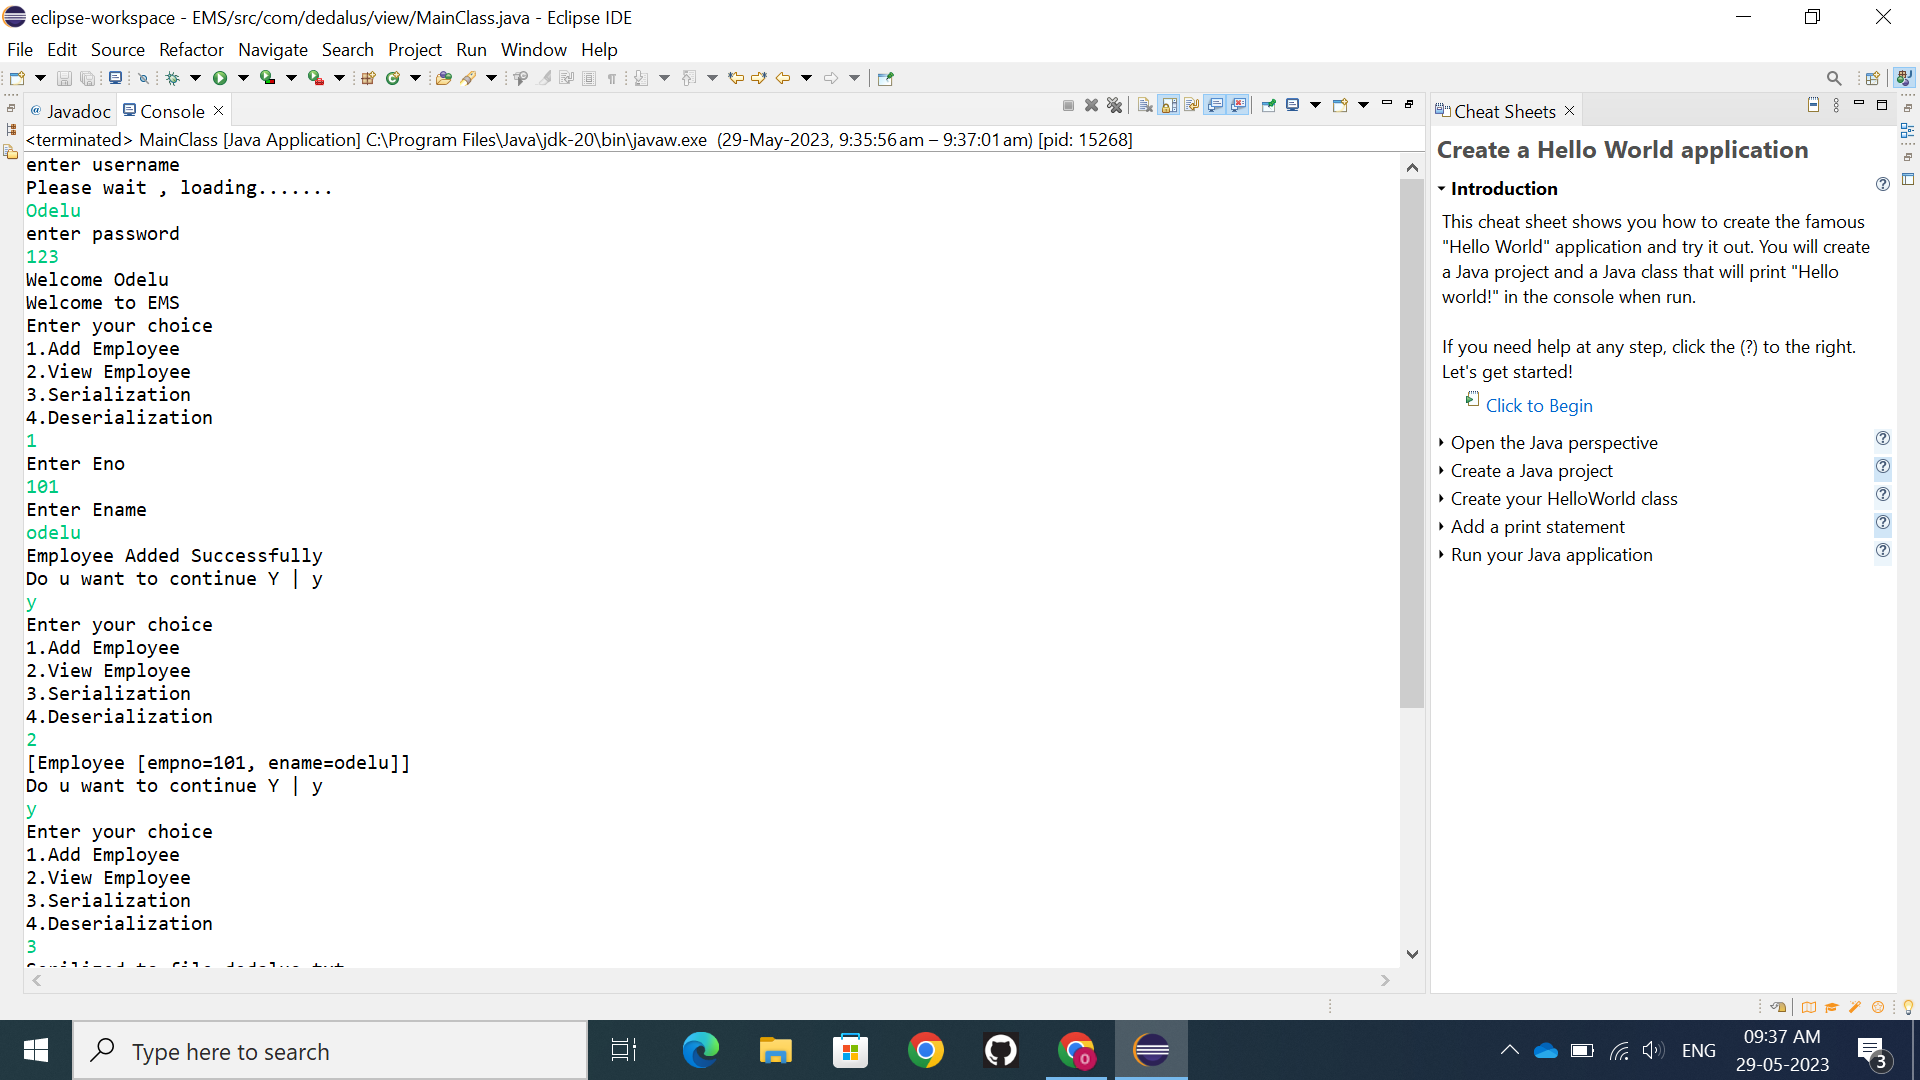 eclipse-workspace - EMS/src/com/dedalus/view/MainClass.java - Eclipse IDE
File Edit Source Refactor Navigate Search Project Run Window Help
@ Javadoc Console
<terminated> MainClass [Java Application] C:\Program Files\Java\jdk-20\bin\javaw.exe (29-May-2023, 9:35:56 am – 9:37:01 am) [pid: 15268]
enter username
Please wait , loading.......
Odelu
enter password
123
Welcome Odelu
Welcome to EMS
Enter your choice
1.Add Employee
2.View Employee
3.Serialization
4.Deserialization
1
Enter Eno
101
Enter Ename
odelu
Employee Added Successfully
Do u want to continue Y | y
y
Enter your choice
1.Add Employee
2.View Employee
3.Serialization
4.Deserialization
2
[Employee [empno=101, ename=odelu]]
Do u want to continue Y | y
y
Enter your choice
1.Add Employee
2.View Employee
3.Serialization
4.Deserialization
3
Cheat Sheets
Create a Hello World application
Introduction
This cheat sheet shows you how to create the famous
"Hello World" application and try it out. You will create
a Java project and a Java class that will print "Hello
world!" in the console when run.
If you need help at any step, click the (?) to the right.
Let's get started!
Click to Begin
Open the Java perspective
Create a Java project
Create your HelloWorld class
Add a print statement
Run your Java application
Type here to search
0
ENG
09:37 AM
29-05-2023
3